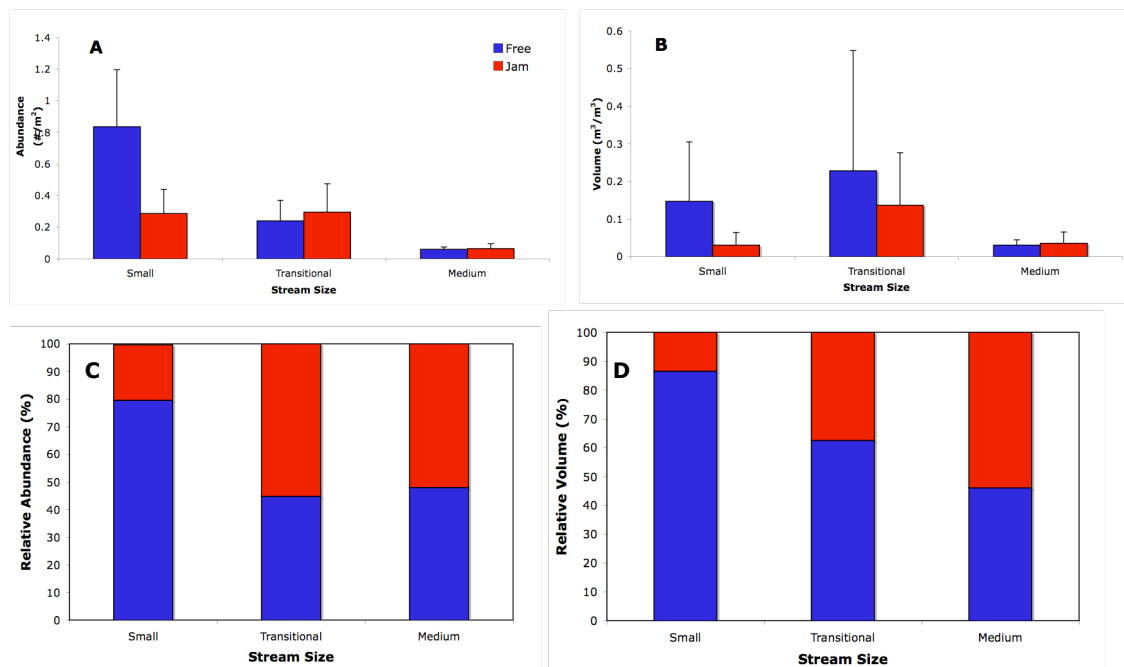 A
Free
Jam
Abundance
(#/m²)
1.4
1.2
1
0.8
0.6
0.4
0.2
0
Small
Transitional
Medium
Stream Size
B
Volume (m³/m³)
0.6
0.5
0.4
0.3
0.2
0.1
0
Small
Transitional
Medium
Stream Size
C
Relative Abundance (%)
100
90
80
70
60
50
40
30
20
10
0
Small
Transitional
Medium
Stream Size
D
Relative Volume (%)
100
90
80
70
60
50
40
30
20
10
0
Small
Transitional
Medium
Stream Size